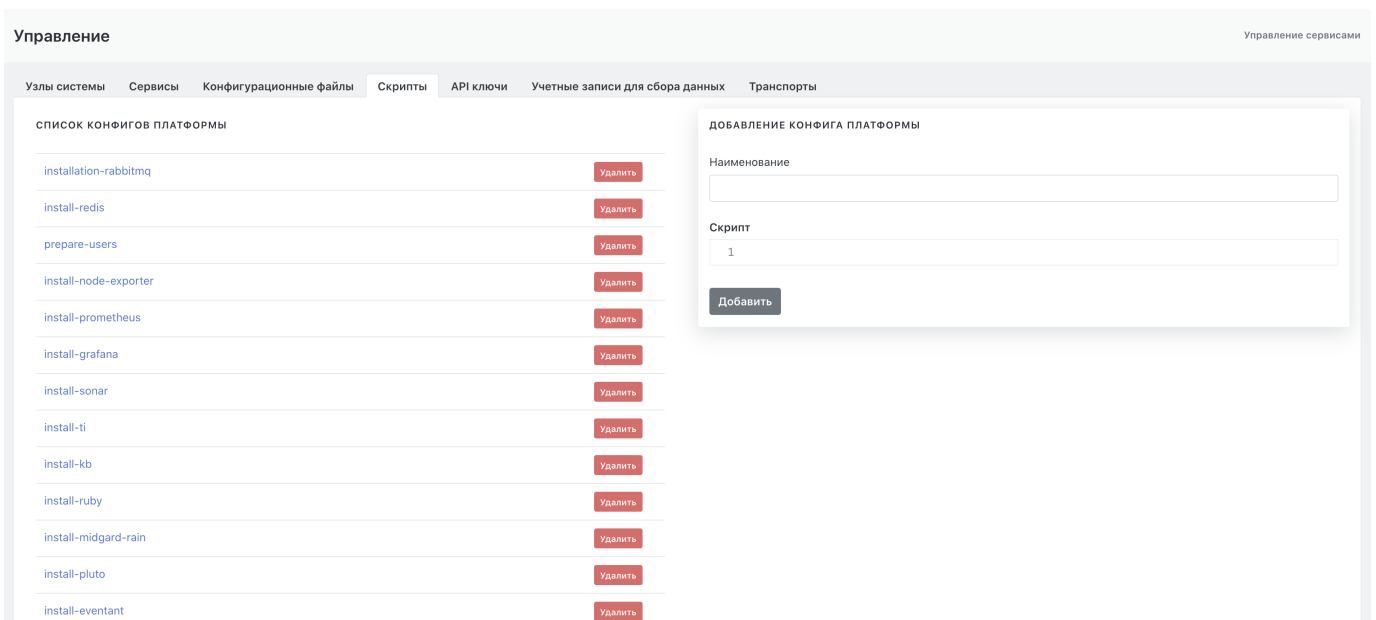 Управление
Управление сервисами
Узлы системы Сервисы Конфигурационные файлы Скрипты API ключи Учетные записи для сбора данных Транспорты
СПИСОК КОНФИГОВ ПЛАТФОРМЫ
installation-rabbitmq Удалить
install-redis Удалить
prepare-users Удалить
install-node-exporter Удалить
install-prometheus Удалить
install-grafana Удалить
install-sonar Удалить
install-ti Удалить
install-kb Удалить
install-ruby Удалить
install-midgard-rain Удалить
install-pluto Удалить
install-eventant Удалить
ДОБАВЛЕНИЕ КОНФИГА ПЛАТФОРМЫ
Наименование
Скрипт
1
Добавить